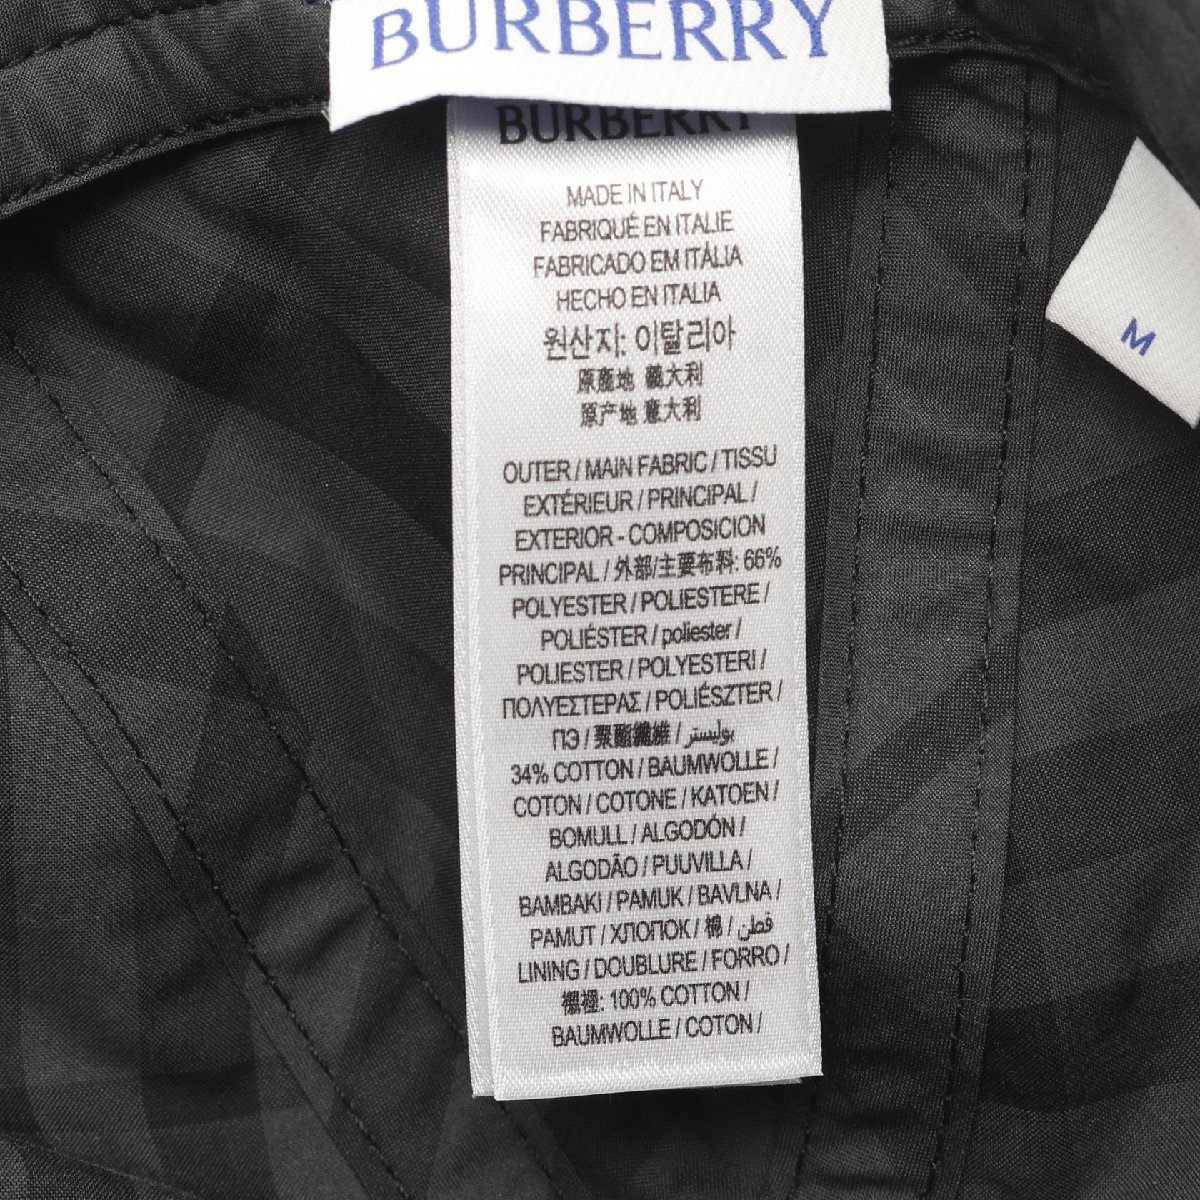 BURBERRY
BURBERRY
MADE IN ITALY
FABRIQUÉ EN ITALIE
FABRICADO EM ITÁLIA
HECHO EN ITALIA
원산지: 이탈리아
原產地 義大利
原产地 意大利
OUTER / MAIN FABRIC / TISSU
EXTÉRIEUR / PRINCIPAL /
EXTERIOR - COMPOSICION
PRINCIPAL / 外部/主要布料: 66%
POLYESTER / POLIESTERE /
POLIÉSTER / poliester /
POLIESTER / POLYESTERI /
ΠΟΛΥΕΣΤΕΡΑΣ / POLIÉSZTER /
ПЭ / 聚酯纖維 / بوليستر
34% COTTON / BAUMWOLLE /
COTON / COTONE / KATOEN /
BOMULL / ALGODÓN /
ALGODÃO / PUUVILLA /
BAMBAKI / PAMUK / BAVLNA /
PAMUT / ХЛОПОК / 棉 / قطن
LINING / DOUBLURE / FORRO /
襯裡: 100% COTTON /
BAUMWOLLE / COTON /
M